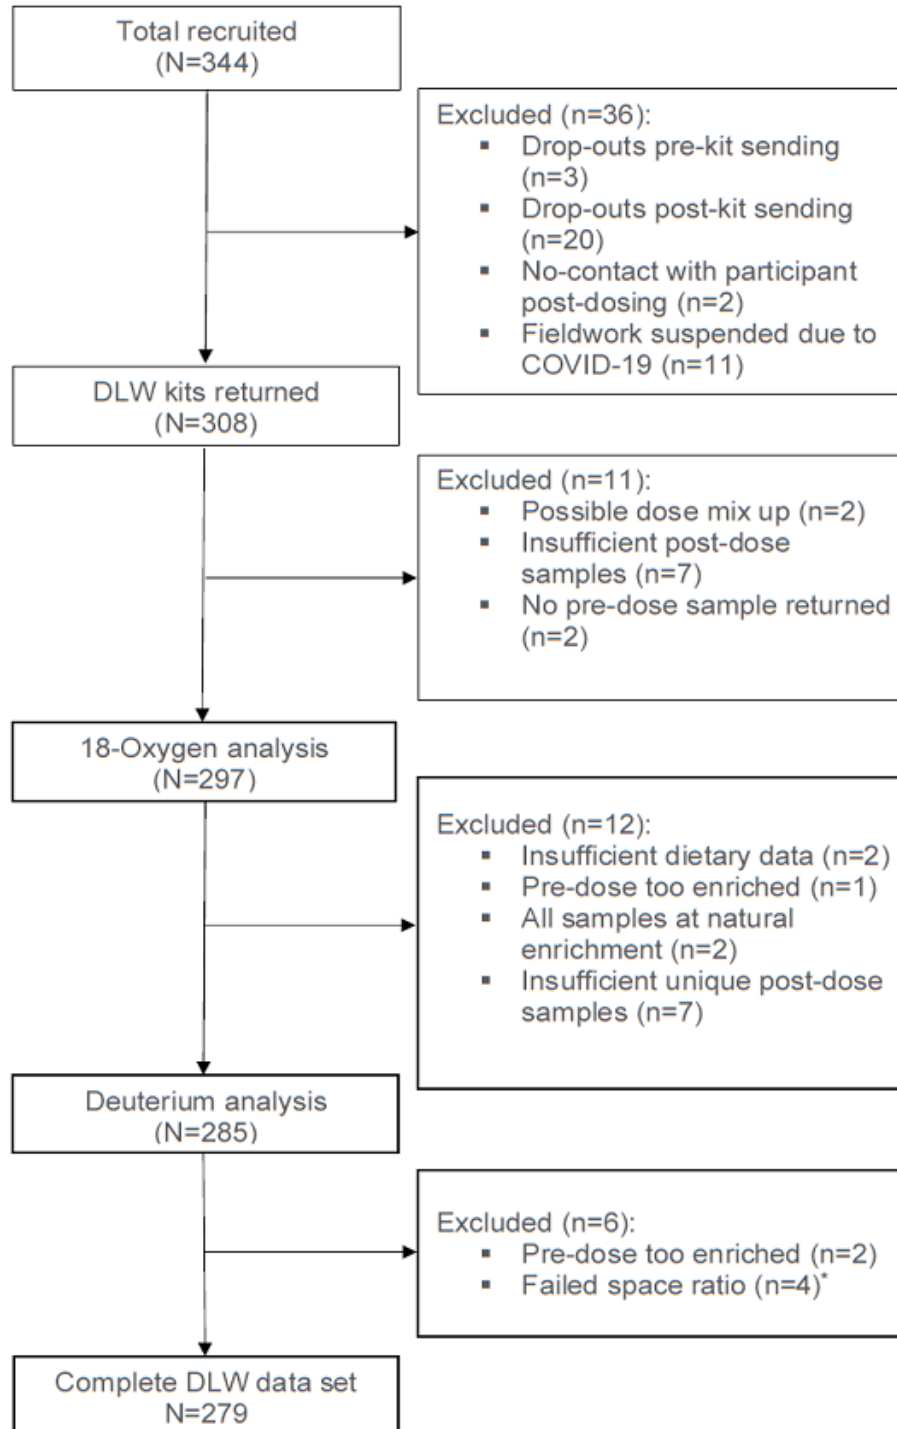 Total recruited
(N=344)
Excluded (n=36):
▪ Drop-outs pre-kit sending
(n=3)
▪ Drop-outs post-kit sending
(n=20)
▪ No-contact with participant
post-dosing (n=2)
▪ Fieldwork suspended due to
COVID-19 (n=11)
DLW kits returned
(N=308)
Excluded (n=11):
▪ Possible dose mix up (n=2)
▪ Insufficient post-dose
samples (n=7)
▪ No pre-dose sample returned
(n=2)
18-Oxygen analysis
(N=297)
Excluded (n=12):
▪ Insufficient dietary data (n=2)
▪ Pre-dose too enriched (n=1)
▪ All samples at natural
enrichment (n=2)
▪ Insufficient unique post-dose
samples (n=7)
Deuterium analysis
(N=285)
Excluded (n=6):
▪ Pre-dose too enriched (n=2)
▪ Failed space ratio (n=4)*
Complete DLW data set
N=279